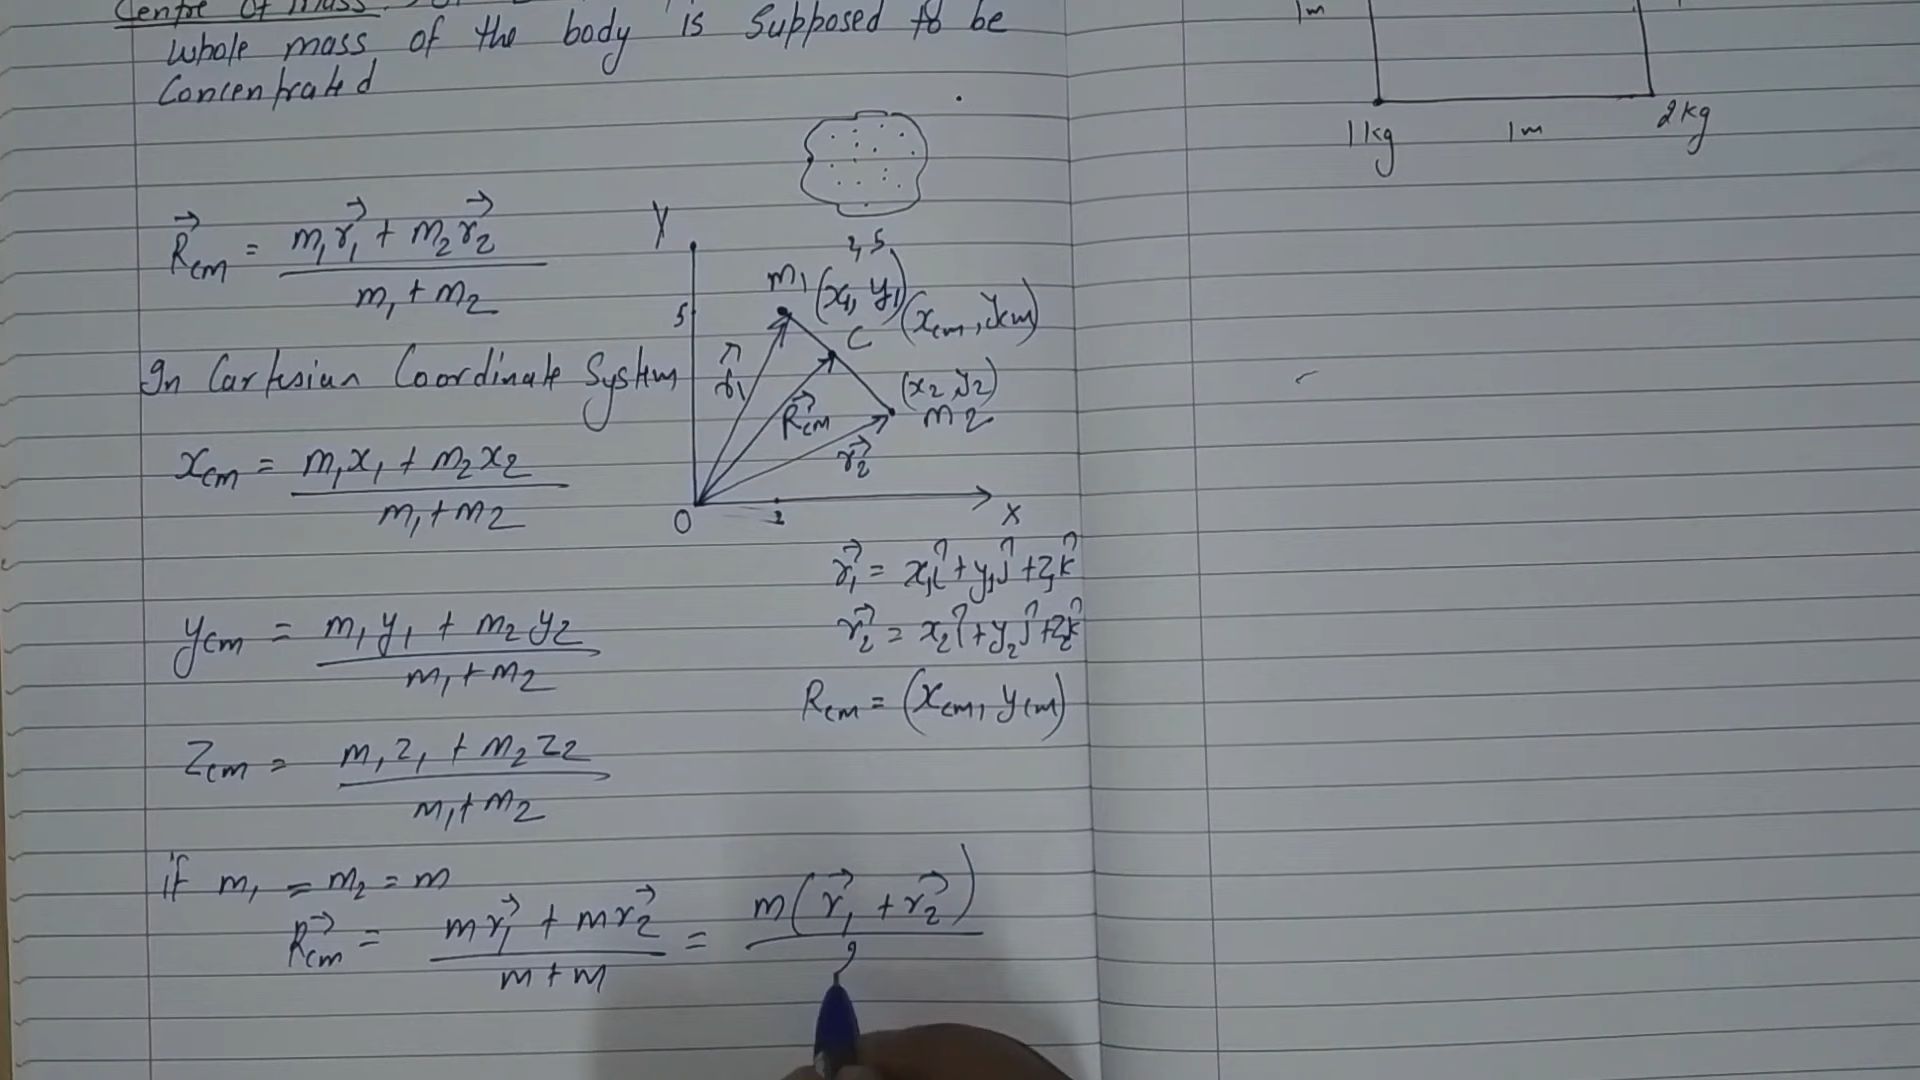 Centre of mass
whole mass of the body is supposed to be
Concentrated
R⃗cm = (m₁r⃗₁ + m₂r⃗₂) / (m₁ + m₂)
In Cartesian Coordinate System
xcm = (m₁x₁ + m₂x₂) / (m₁ + m₂)
ycm = (m₁y₁ + m₂y₂) / (m₁ + m₂)
Zcm = (m₁z₁ + m₂z₂) / (m₁ + m₂)
if m₁ = m₂ = m
R⃗cm = (mr⃗₁ + mr⃗₂) / (m + m) = m(r⃗₁ + r⃗₂) / 2
Y
2, 5
m₁ (x₁, y₁)
5
C (xcm, ycm)
r⃗₁
(x₂ y₂)
R⃗cm
m₂
r⃗₂
O
2
X
r⃗₁ = x₁î + y₁ĵ + z₁k̂
r⃗₂ = x₂î + y₂ĵ + z₂k̂
Rcm = (xcm, ycm)
1m
1kg
1m
2kg